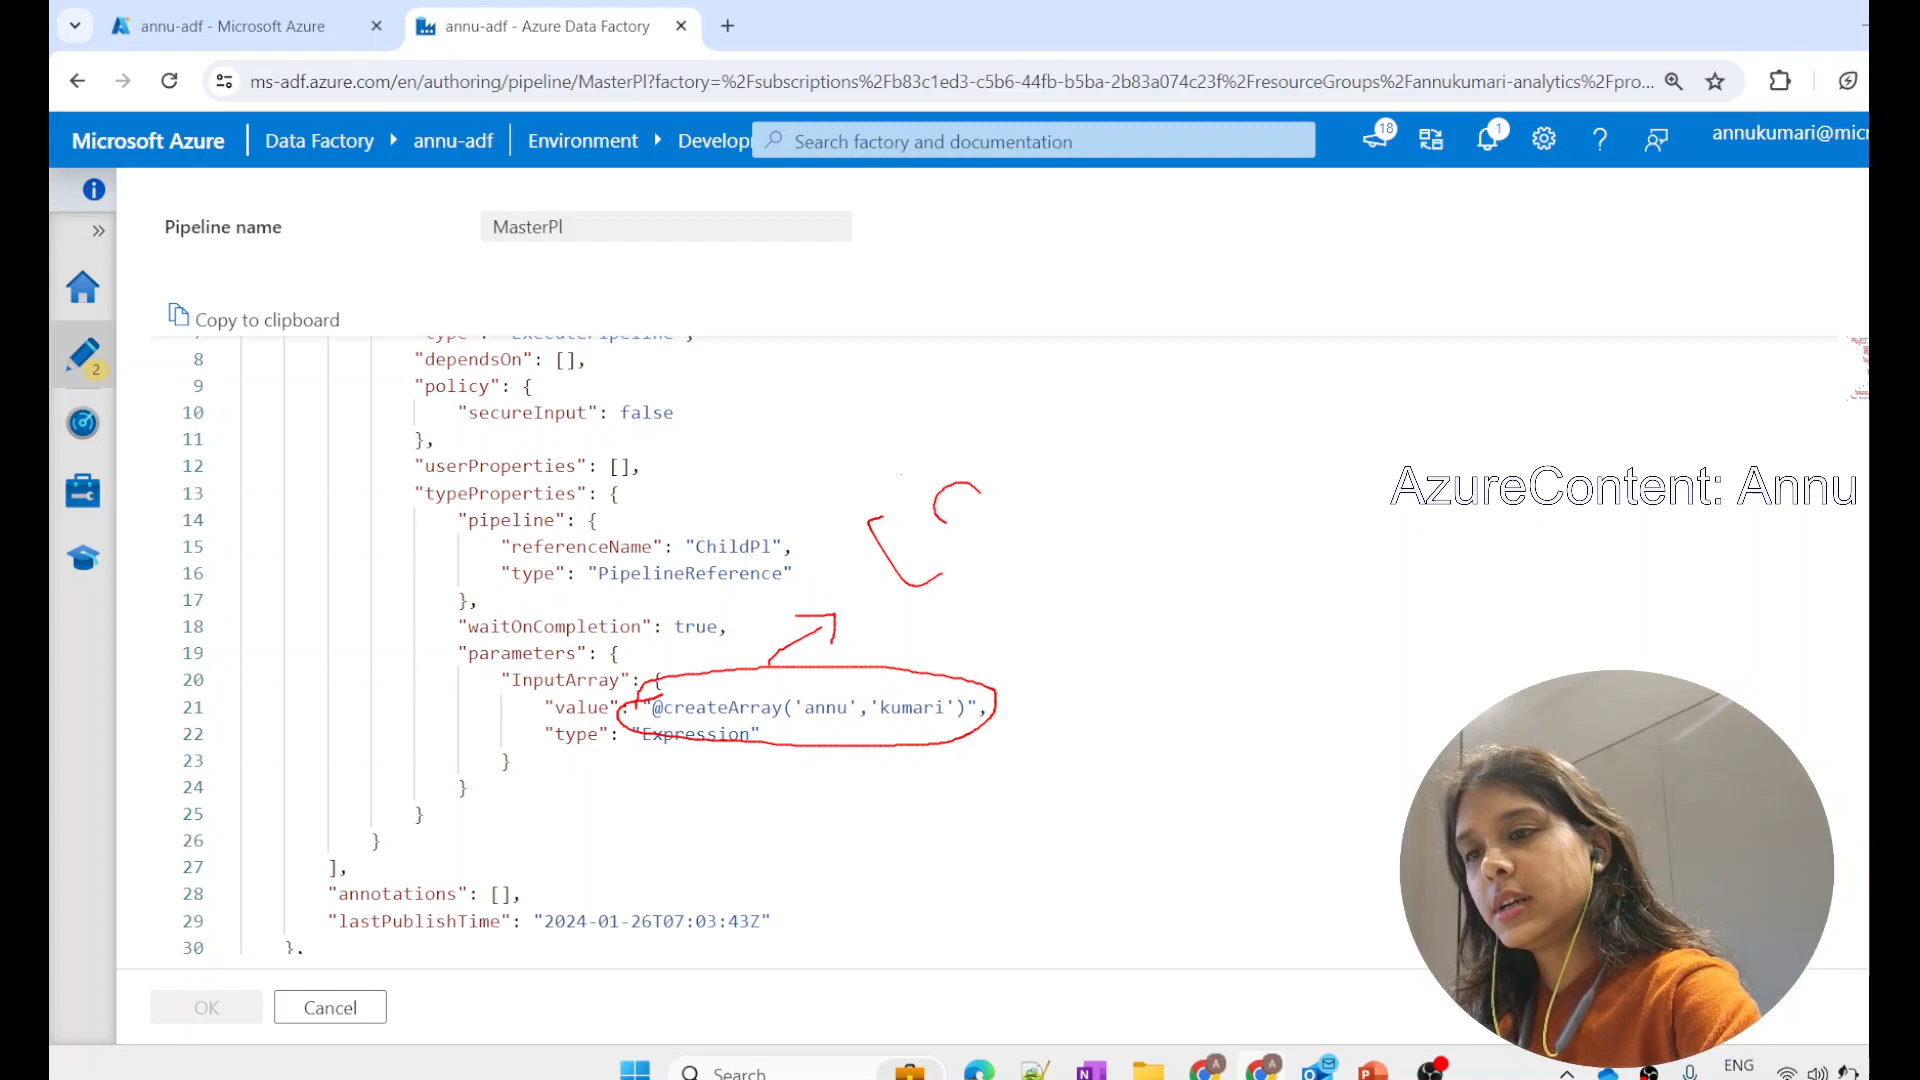 annu-adf - Microsoft Azure
annu-adf - Azure Data Factory
ms-adf.azure.com/en/authoring/pipeline/MasterPl?factory=%2Fsubscriptions%2Fb83c1ed3-c5b6-44fb-b5ba-2b83a074c23f%2FresourceGroups%2Fannukumari-analytics%2Fpro...
Microsoft Azure
Data Factory
annu-adf
Environment
Develop
Search factory and documentation
18
1
annukumari@mic
Pipeline name
MasterPl
2
Copy to clipboard
8 "dependsOn": [],
9 "policy": {
10 "secureInput": false
11 },
12 "userProperties": [],
13 "typeProperties": {
14 "pipeline": {
15 "referenceName": "ChildPl",
16 "type": "PipelineReference"
17 },
18 "waitOnCompletion": true,
19 "parameters": {
20 "InputArray": {
21 "value": "@createArray('annu','kumari')",
22 "type": "Expression"
23 }
24 }
25 }
26 }
27 ],
28 "annotations": [],
29 "lastPublishTime": "2024-01-26T07:03:43Z"
30 },
AzureContent: Annu
OK
Cancel
Search
ENG